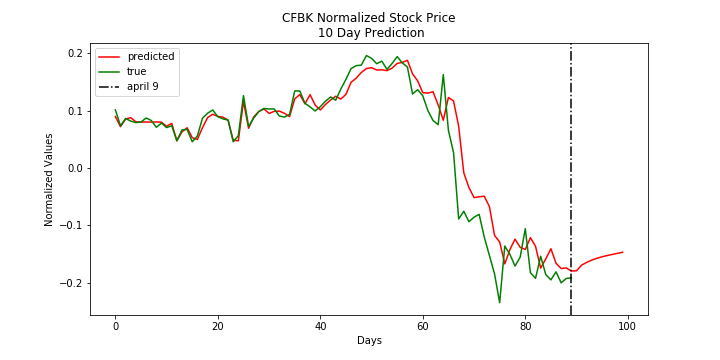 CFBK Normalized Stock Price
10 Day Prediction
predicted
true
april 9
0.2
0.1
0.0
−0.1
−0.2
Normalized Values
0
20
40
60
80
100
Days